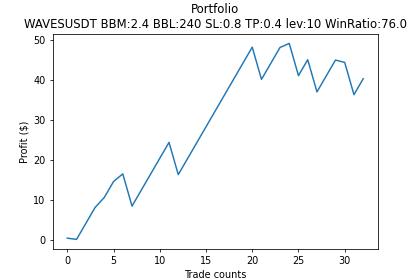 Portfolio
WAVESUSDT BBM:2.4 BBL:240 SL:0.8 TP:0.4 lev:10 WinRatio:76.0
50
40
30
20
10
0
Profit ($)
0 5 10 15 20 25 30
Trade counts